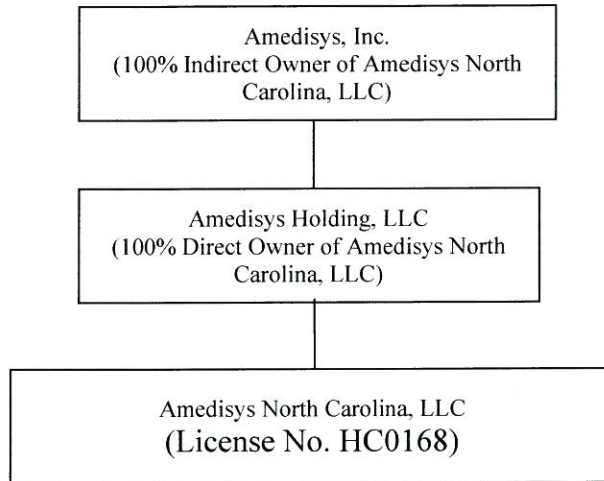 Amedisys, Inc.
(100% Indirect Owner of Amedisys North
Carolina, LLC)
Amedisys Holding, LLC
(100% Direct Owner of Amedisys North
Carolina, LLC)
Amedisys North Carolina, LLC
(License No. HC0168)